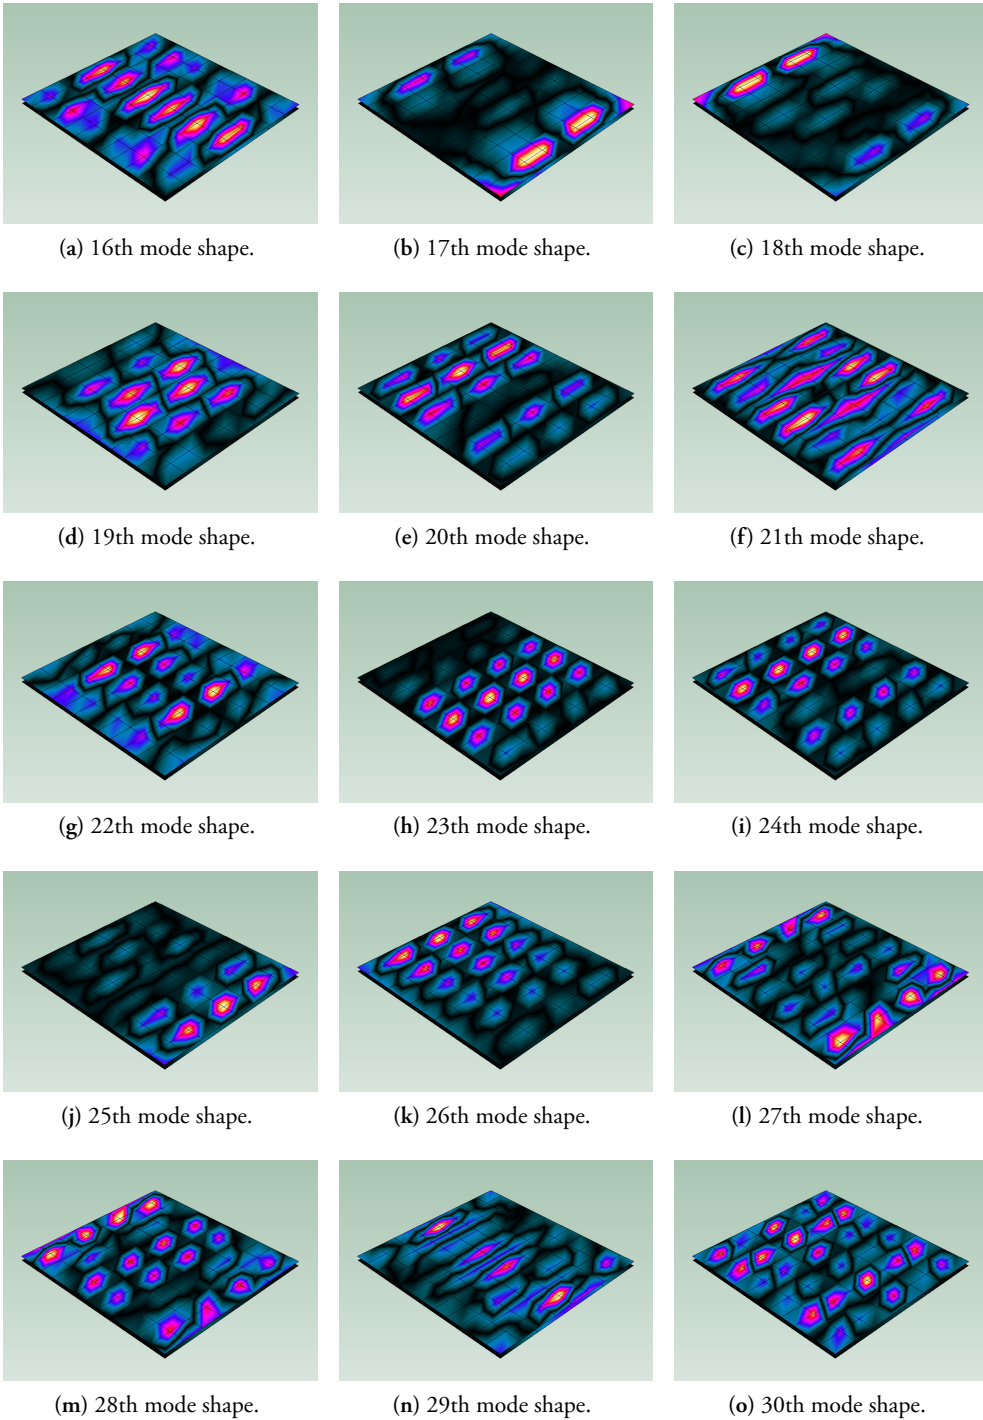 (a) 16th mode shape.
(b) 17th mode shape.
(c) 18th mode shape.
(d) 19th mode shape.
(e) 20th mode shape.
(f) 21th mode shape.
(g) 22th mode shape.
(h) 23th mode shape.
(i) 24th mode shape.
(j) 25th mode shape.
(k) 26th mode shape.
(l) 27th mode shape.
(m) 28th mode shape.
(n) 29th mode shape.
(o) 30th mode shape.